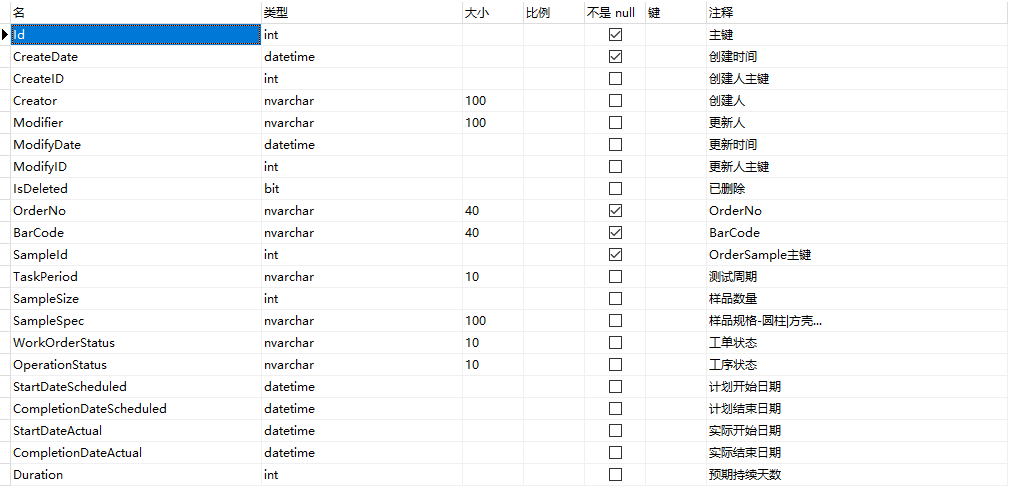 名 类型 大小 比例 不是 null 键 注释
Id int 主键
CreateDate datetime 创建时间
CreateID int 创建人主键
Creator nvarchar 100 创建人
Modifier nvarchar 100 更新人
ModifyDate datetime 更新时间
ModifyID int 更新人主键
IsDeleted bit 已删除
OrderNo nvarchar 40 OrderNo
BarCode nvarchar 40 BarCode
SampleId int OrderSample主键
TaskPeriod nvarchar 10 测试周期
SampleSize int 样品数量
SampleSpec nvarchar 100 样品规格-圆柱|方壳...
WorkOrderStatus nvarchar 10 工单状态
OperationStatus nvarchar 10 工序状态
StartDateScheduled datetime 计划开始日期
CompletionDateScheduled datetime 计划结束日期
StartDateActual datetime 实际开始日期
CompletionDateActual datetime 实际结束日期
Duration int 预期持续天数